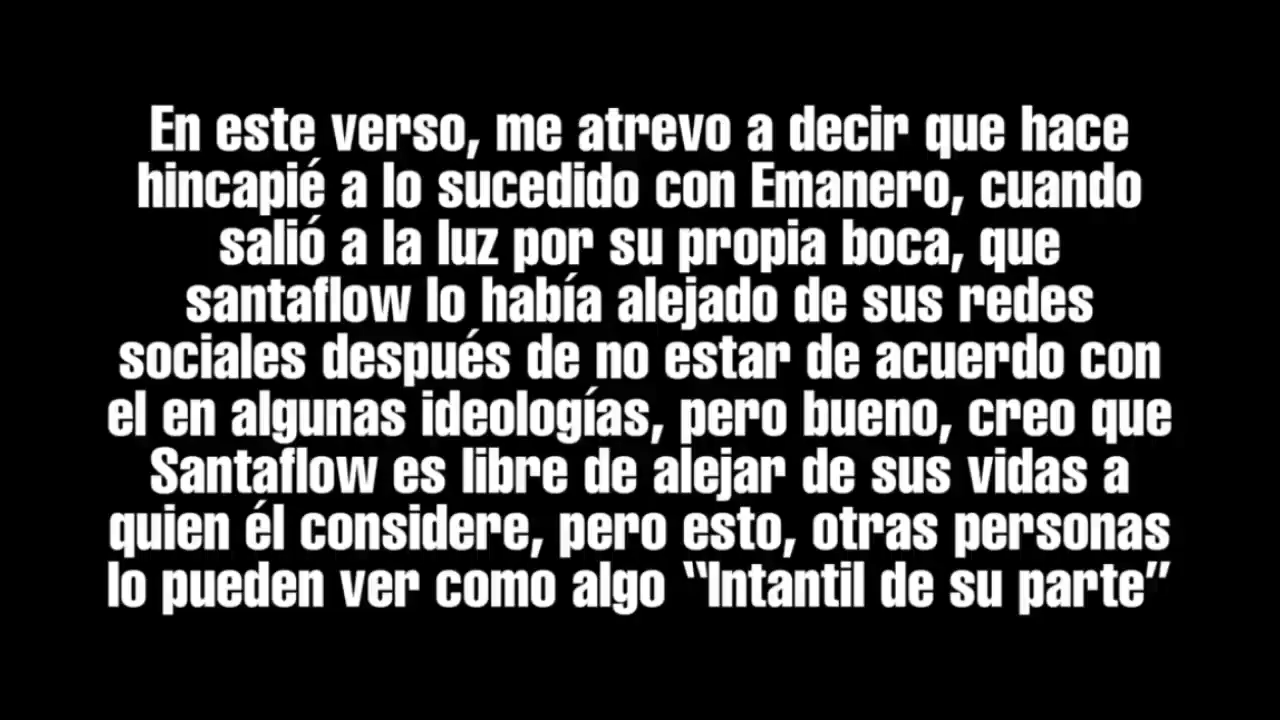 En este verso, me atrevo a decir que hace
hincapié a lo sucedido con Emanero, cuando
salió a la luz por su propia boca, que
santaflow lo había alejado de sus redes
sociales después de no estar de acuerdo con
el en algunas ideologías, pero bueno, creo que
Santaflow es libre de alejar de sus vidas a
quien él considere, pero esto, otras personas
lo pueden ver como algo “Intantil de su parte”